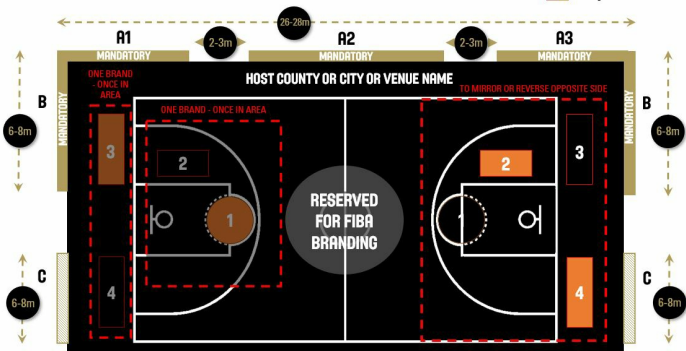 26-28m
A1
2-3m
A2
2-3m
A3
MANDATORY
MANDATORY
MANDATORY
ONE BRAND
- ONCE IN
AREA
HOST COUNTY OR CITY OR VENUE NAME
TO MIRROR OR REVERSE OPPOSITE SIDE
ONE BRAND - ONCE IN AREA
B
MANDATORY
6-8m
3
2
1
4
RESERVED
FOR FIBA
BRANDING
2
3
1
4
B
MANDATORY
6-8m
C
6-8m
C
6-8m